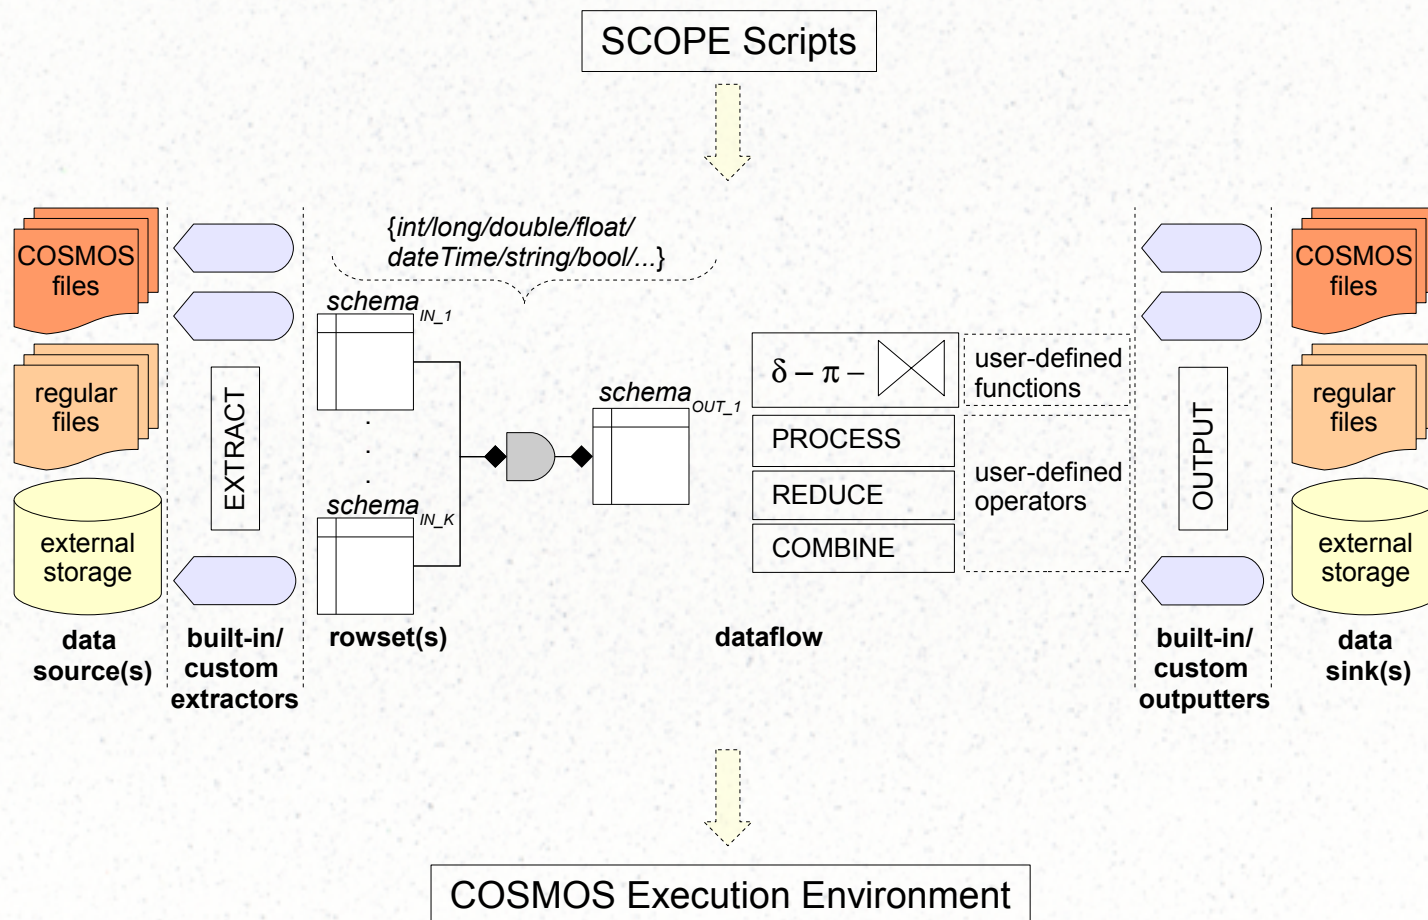 SCOPE Scripts
{int/long/double/float/
dateTime/string/bool/...}
COSMOS
files
regular
files
external
storage
data
source(s)
EXTRACT
built-in/
custom
extractors
schema IN_1
.
.
.
schema IN_K
rowset(s)
schema OUT_1
dataflow
δ – π –
PROCESS
REDUCE
COMBINE
user-defined
functions
user-defined
operators
OUTPUT
built-in/
custom
outputters
COSMOS
files
regular
files
external
storage
data
sink(s)
COSMOS Execution Environment